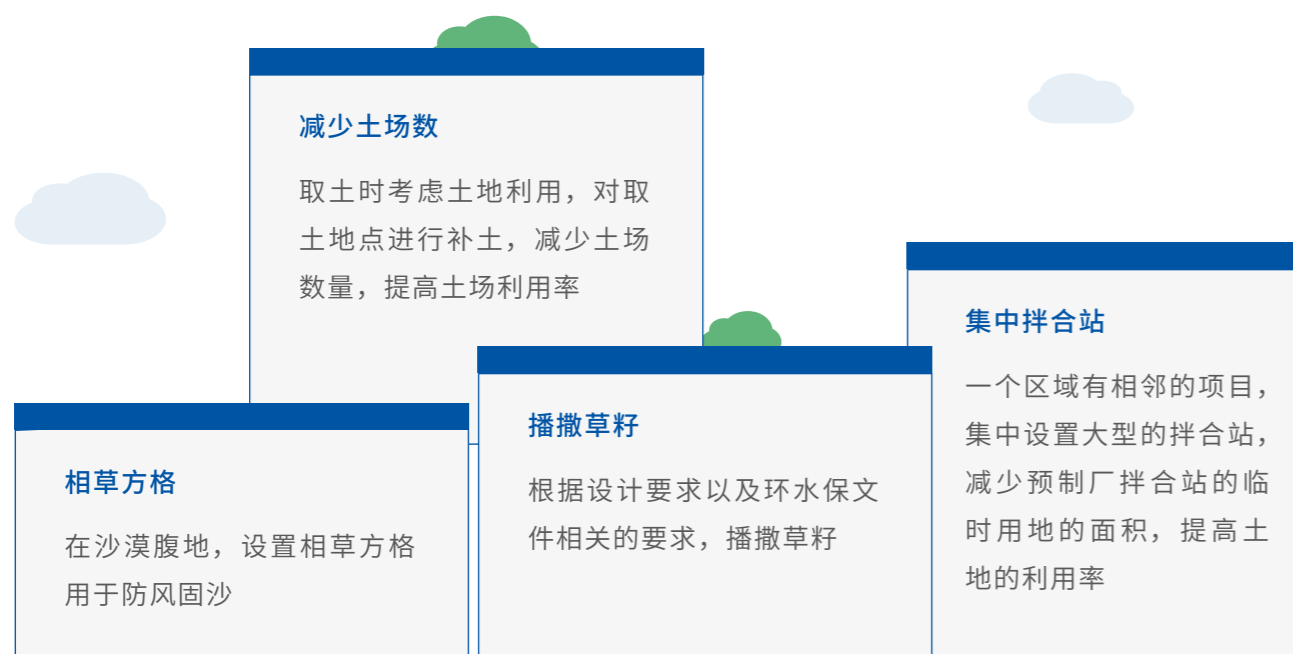 减少土场数
取土时考虑土地利用，对取
土地点进行补土，减少土场
数量，提高土场利用率
相草方格
在沙漠腹地，设置相草方格
用于防风固沙
播撒草籽
根据设计要求以及环水保文
件相关的要求，播撒草籽
集中拌合站
一个区域有相邻的项目，
集中设置大型的拌合站，
减少预制厂拌合站的临
时用地的面积，提高土
地的利用率